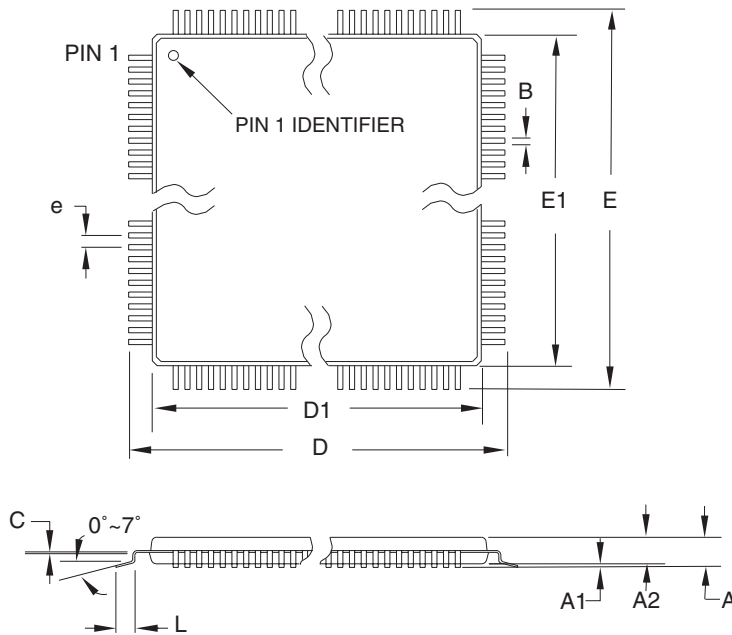 PIN 1
B
PIN 1 IDENTIFIER
E1
E
e
D1
D
C
0°~7°
A1
A2
A
L